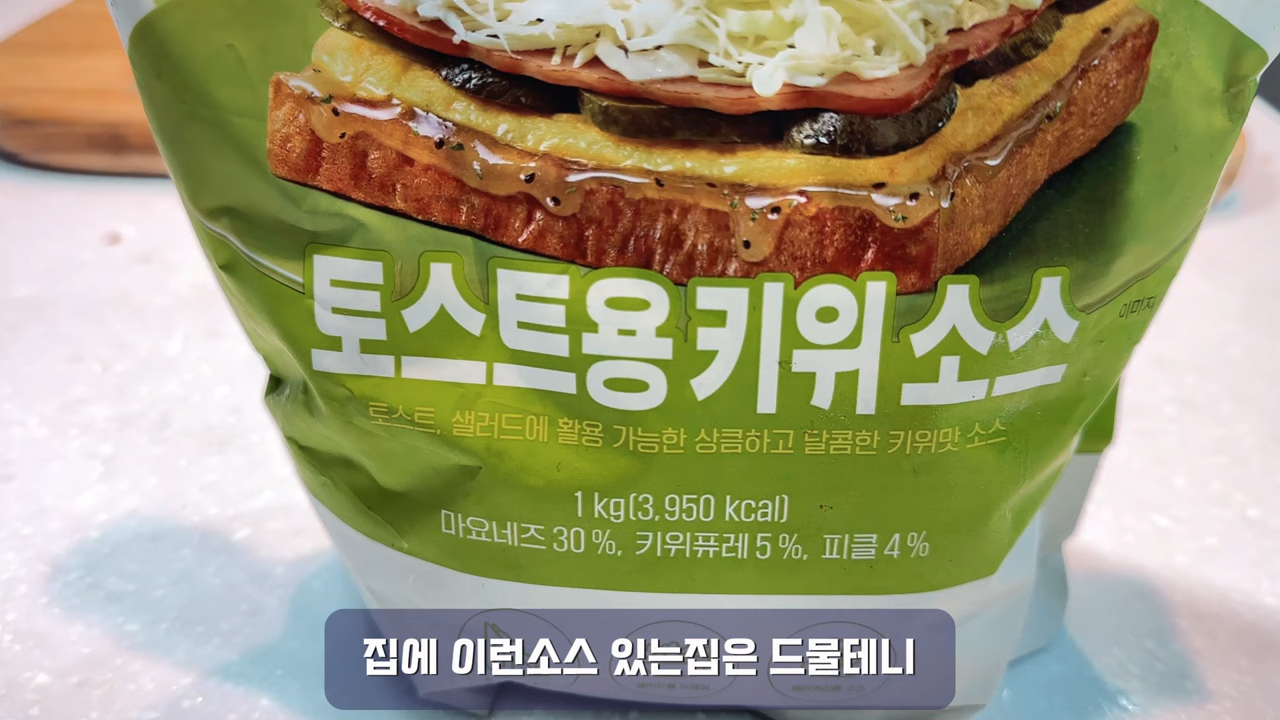 토스트용 키위 소스
이미지
토스트, 샐러드에 활용 가능한 상큼하고 달콤한 키위맛 소스
1 kg(3,950 kcal)
마요네즈 30 %, 키위퓨레 5 %, 피클 4 %
집에 이런소스 있는집은 드물테니